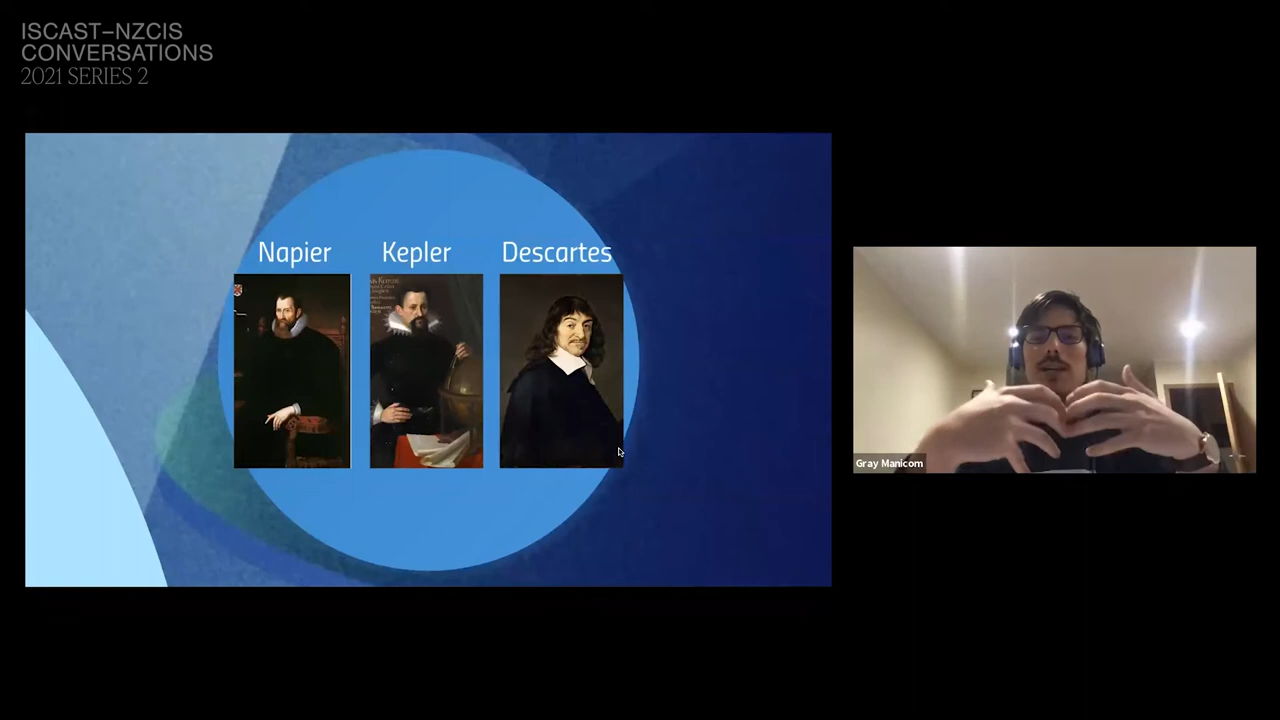 ISCAST–NZCIS
CONVERSATIONS
2021 SERIES 2
Napier
Kepler
Descartes
Gray Manicom